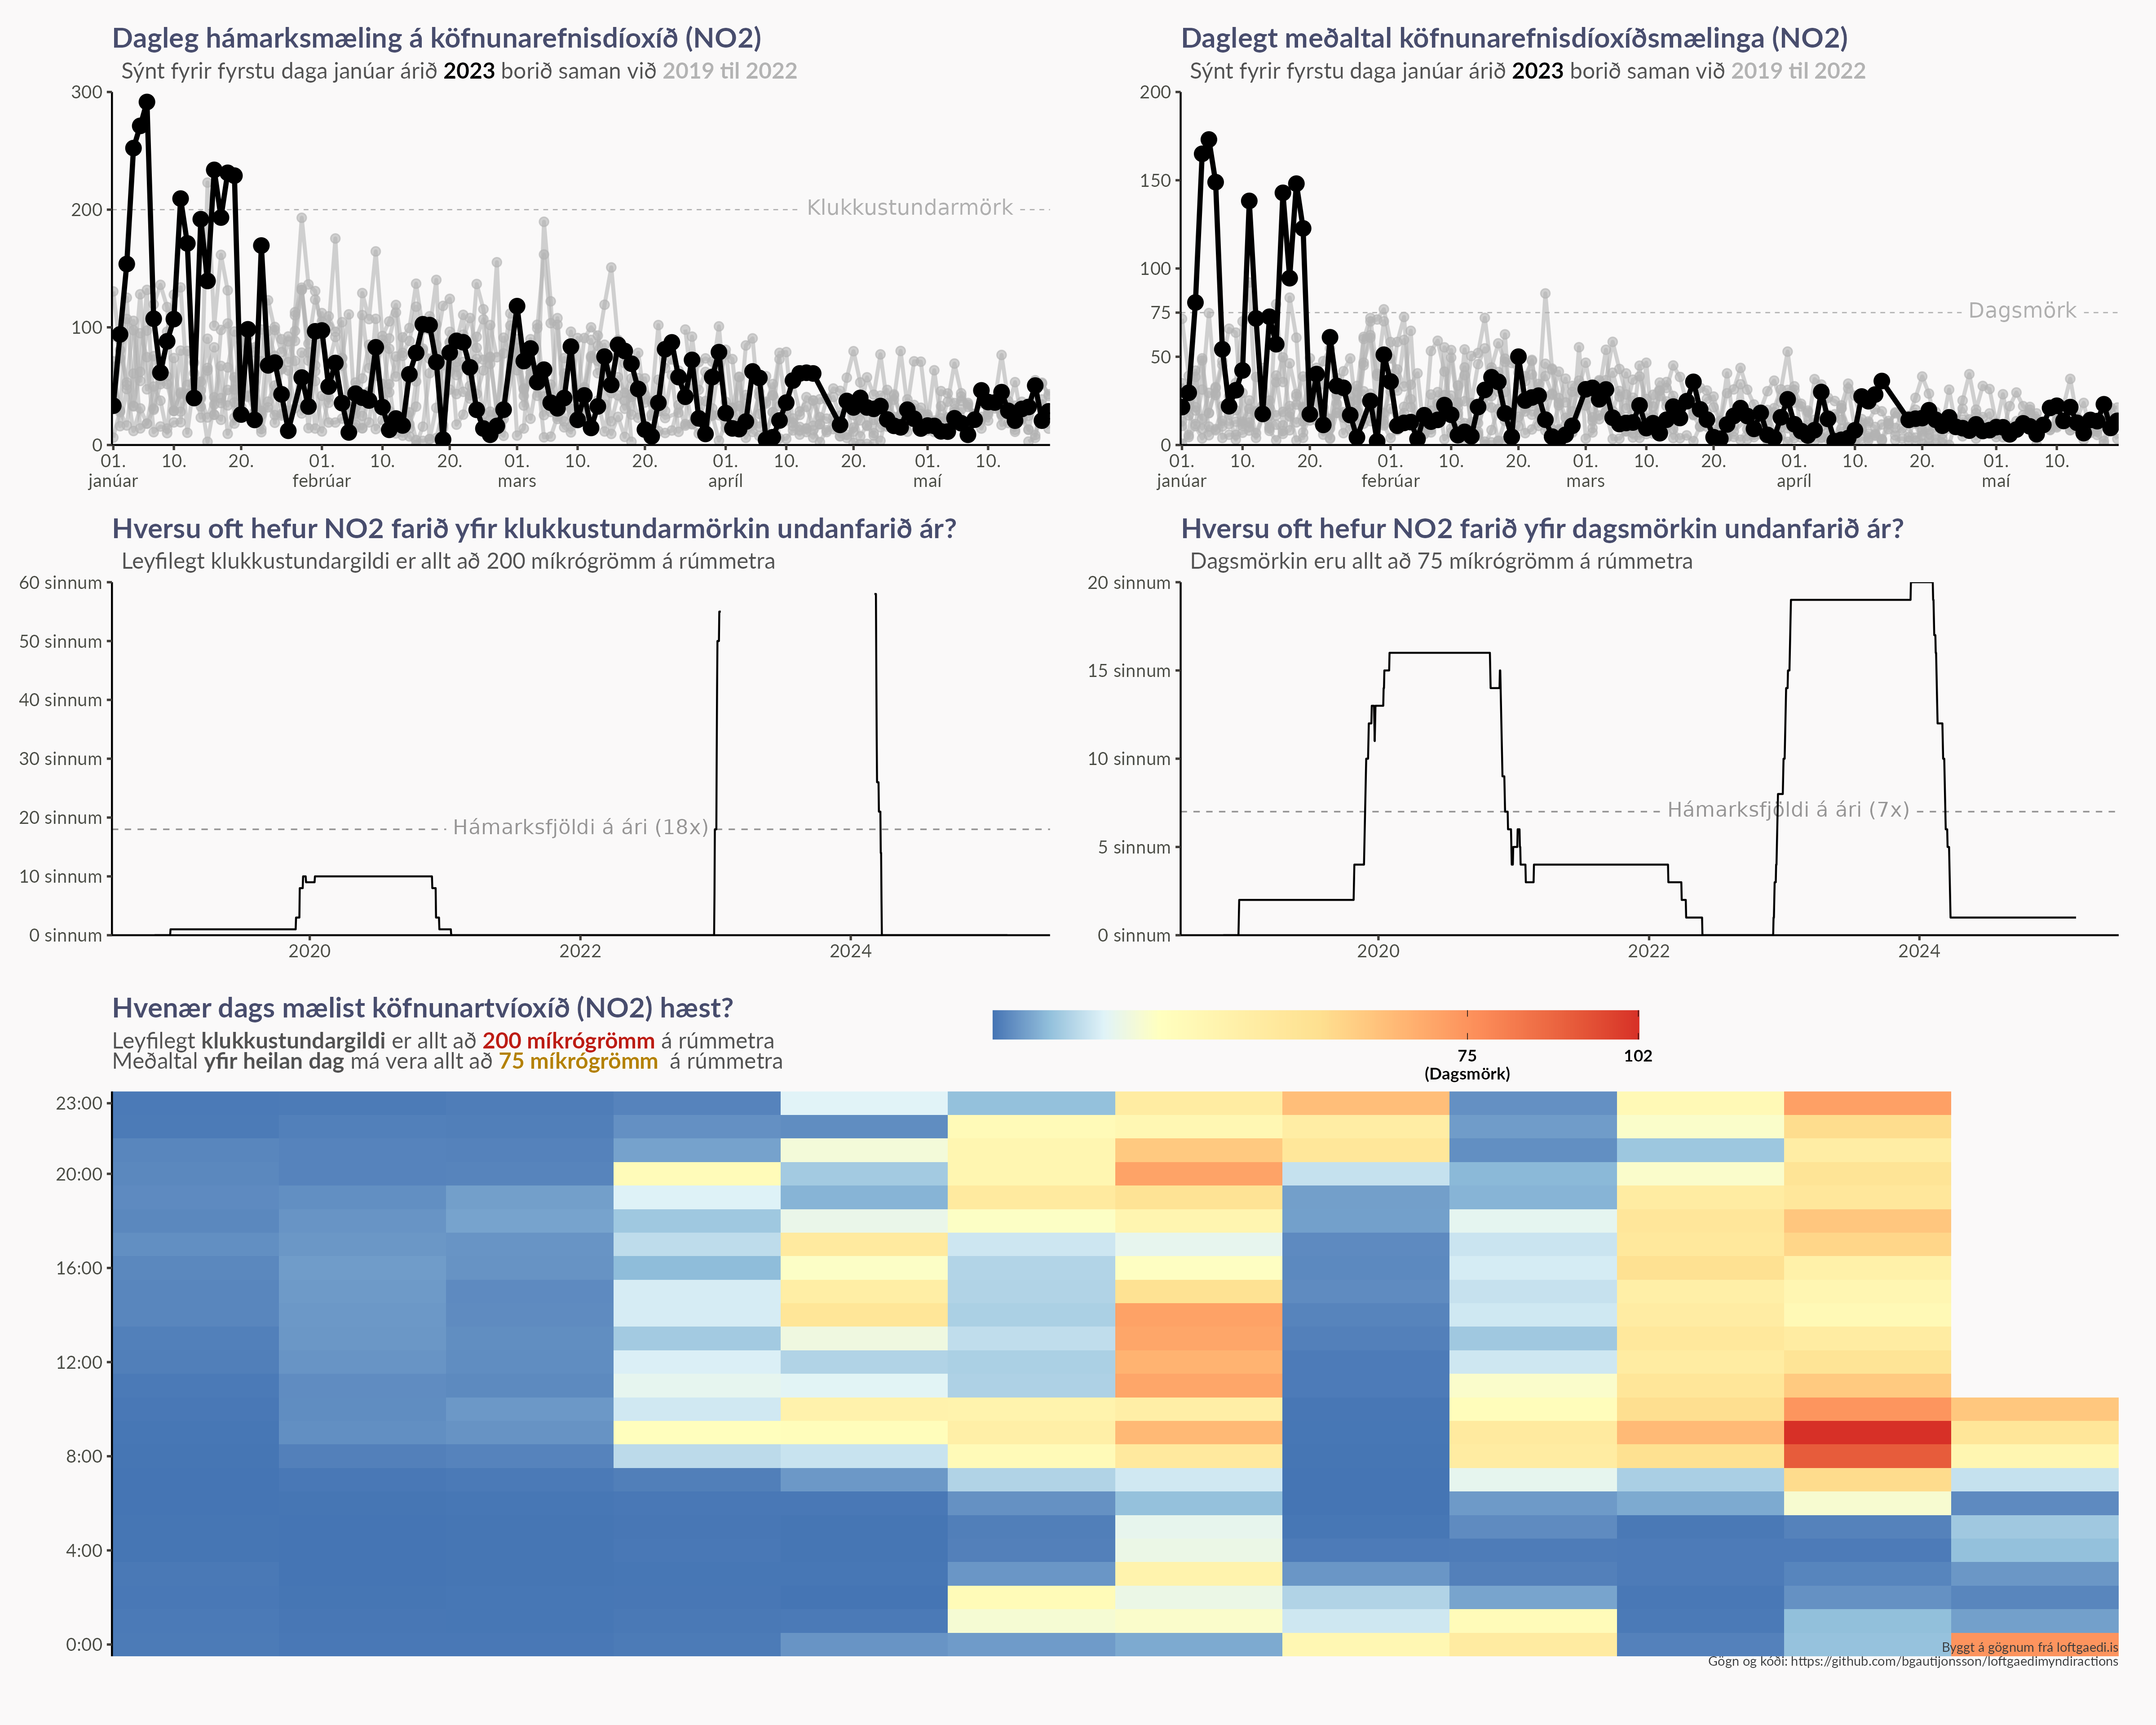 Dagleg hámarksmæling á köfnunarefnisdíoxíð (NO2)
Sýnt fyrir fyrstu daga janúar árið 2023 borið saman við 2019 til 2022
300
200
100
0
Klukkustundarmörk
01. 10. 20. 01. 10. 20. 01. 10. 20. 01. 10. 20. 01. 10.
janúar febrúar mars apríl maí
Daglegt meðaltal köfnunarefnisdíoxíðsmælinga (NO2)
Sýnt fyrir fyrstu daga janúar árið 2023 borið saman við 2019 til 2022
200
150
100
75
50
0
Dagsmörk
01. 10. 20. 01. 10. 20. 01. 10. 20. 01. 10. 20. 01. 10.
janúar febrúar mars apríl maí
Hversu oft hefur NO2 farið yfir klukkustundarmörkin undanfarið ár?
Leyfilegt klukkustundargildi er allt að 200 míkrógrömm á rúmmetra
60 sinnum
50 sinnum
40 sinnum
30 sinnum
20 sinnum
10 sinnum
0 sinnum
Hámarksfjöldi á ári (18x)
2020 2022 2024
Hversu oft hefur NO2 farið yfir dagsmörkin undanfarið ár?
Dagsmörkin eru allt að 75 míkrógrömm á rúmmetra
20 sinnum
15 sinnum
10 sinnum
5 sinnum
0 sinnum
Hámarksfjöldi á ári (7x)
2020 2022 2024
Hvenær dags mælist köfnunartvíoxíð (NO2) hæst?
Leyfilegt klukkustundargildi er allt að 200 míkrógrömm á rúmmetra
Meðaltal yfir heilan dag má vera allt að 75 míkrógrömm á rúmmetra
75 102
(Dagsmörk)
23:00
20:00
16:00
12:00
8:00
4:00
0:00
Byggt á gögnum frá loftgaedi.is
Gögn og kóði: https://github.com/bgautijonsson/loftgaedimyndiractions